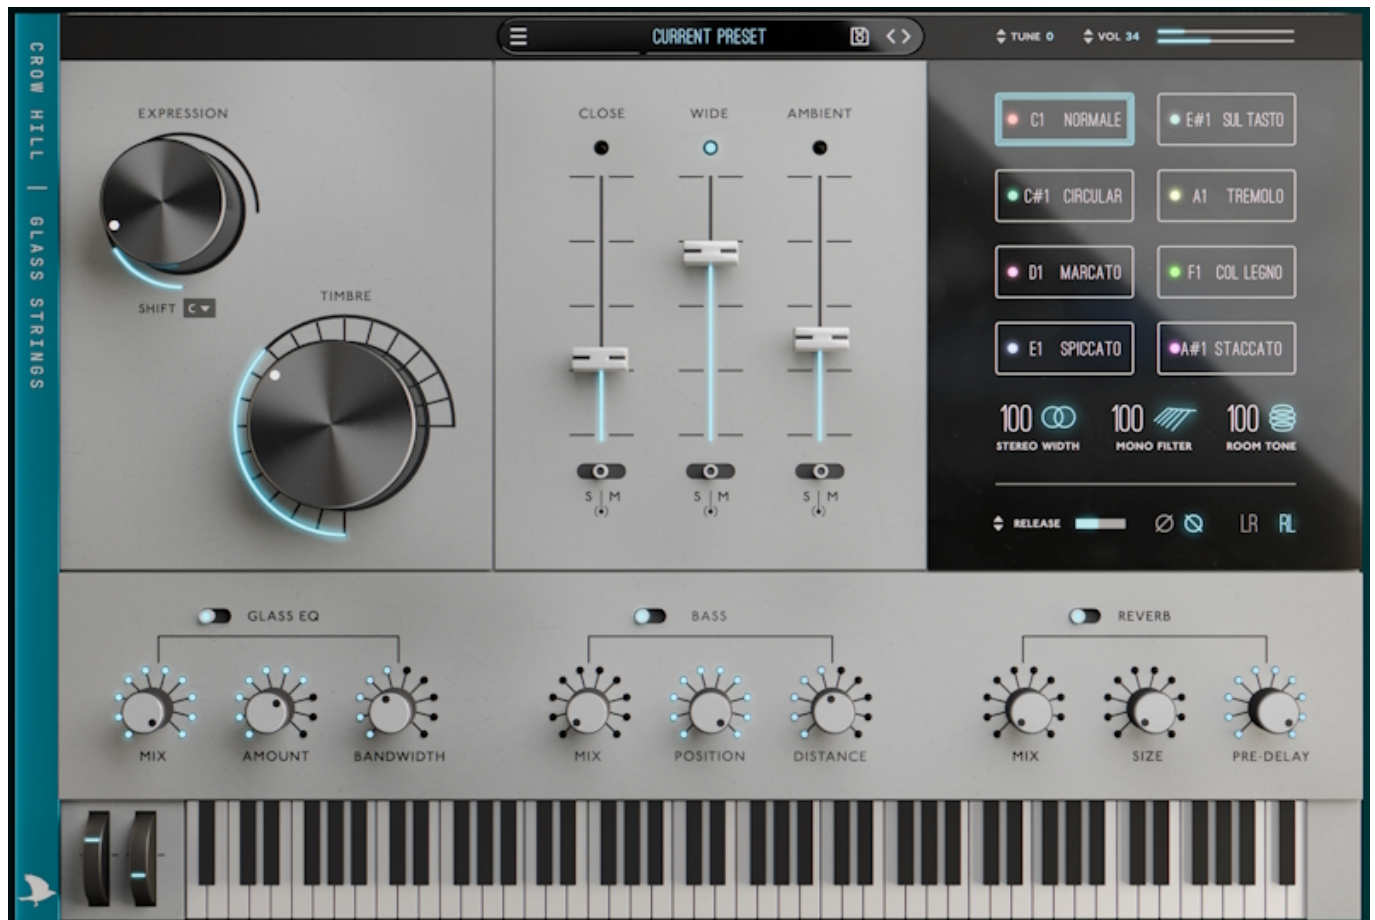 CROW HILL | GLASS STRINGS
CURRENT PRESET
TUNE 0
VOL 34
EXPRESSION
SHIFT C
TIMBRE
CLOSE
WIDE
AMBIENT
S M
S M
S M
C1 NORMALE
E#1 SUL TASTO
C#1 CIRCULAR
A1 TREMOLO
D1 MARCATO
F1 COL LEGNO
E1 SPICCATO
A#1 STACCATO
100
STEREO WIDTH
100
MONO FILTER
100
ROOM TONE
RELEASE
LR
RL
GLASS EQ
MIX
AMOUNT
BANDWIDTH
BASS
MIX
POSITION
DISTANCE
REVERB
MIX
SIZE
PRE-DELAY